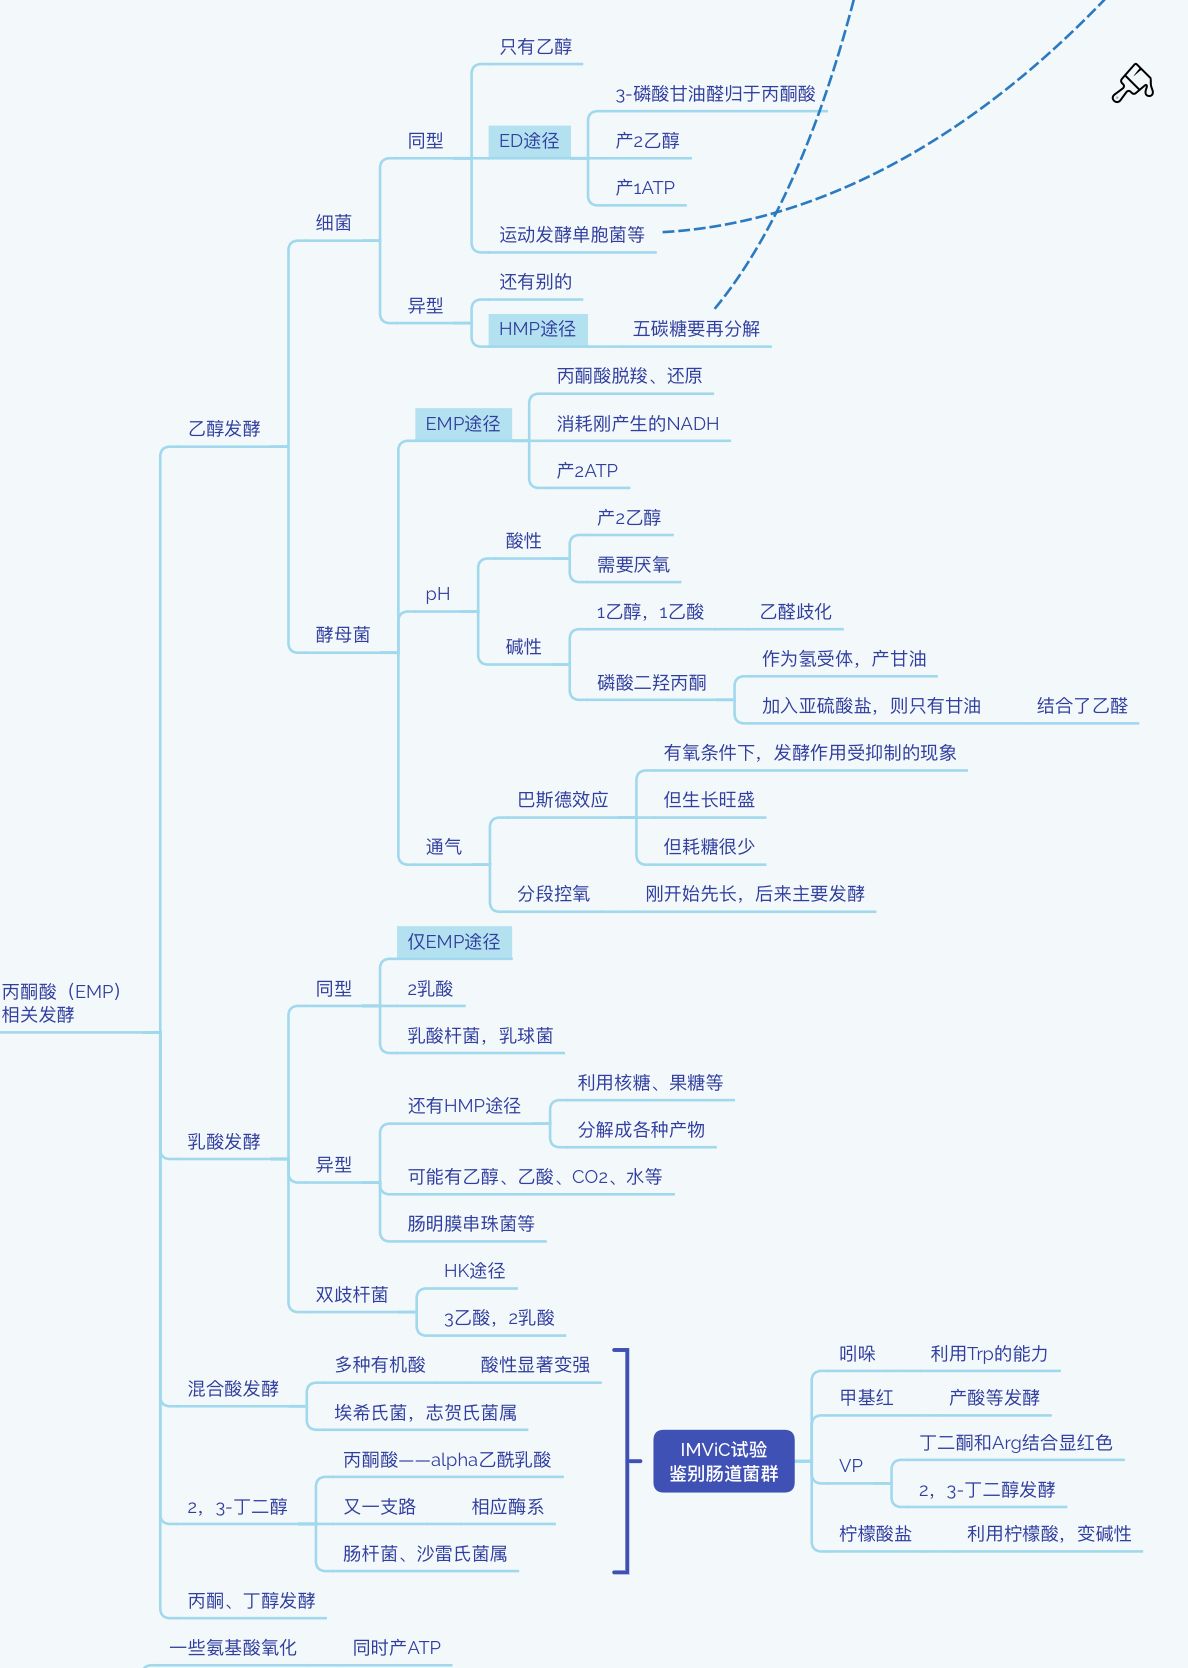 只有乙醇
3-磷酸甘油醛归于丙酮酸
同型
ED途径
产2乙醇
产1ATP
细菌
运动发酵单胞菌等
还有别的
异型
HMP途径
五碳糖要再分解
丙酮酸脱羧、还原
乙醇发酵
EMP途径
消耗刚产生的NADH
产2ATP
产2乙醇
酸性
需要厌氧
pH
1乙醇，1乙酸
乙醛歧化
酵母菌
碱性
作为氢受体，产甘油
磷酸二羟丙酮
加入亚硫酸盐，则只有甘油
结合了乙醛
有氧条件下，发酵作用受抑制的现象
巴斯德效应
但生长旺盛
通气
但耗糖很少
分段控氧
刚开始先长，后来主要发酵
仅EMP途径
丙酮酸（EMP）
相关发酵
同型
2乳酸
乳酸杆菌，乳球菌
利用核糖、果糖等
还有HMP途径
分解成各种产物
乳酸发酵
异型
可能有乙醇、乙酸、CO2、水等
肠明膜串珠菌等
HK途径
双歧杆菌
3乙酸，2乳酸
多种有机酸
酸性显著变强
混合酸发酵
埃希氏菌，志贺氏菌属
丙酮酸——alpha乙酰乳酸
2，3-丁二醇
又一支路
相应酶系
肠杆菌、沙雷氏菌属
IMViC试验
鉴别肠道菌群
吲哚
利用Trp的能力
甲基红
产酸等发酵
VP
丁二酮和Arg结合显红色
2，3-丁二醇发酵
柠檬酸盐
利用柠檬酸，变碱性
丙酮、丁醇发酵
一些氨基酸氧化
同时产ATP